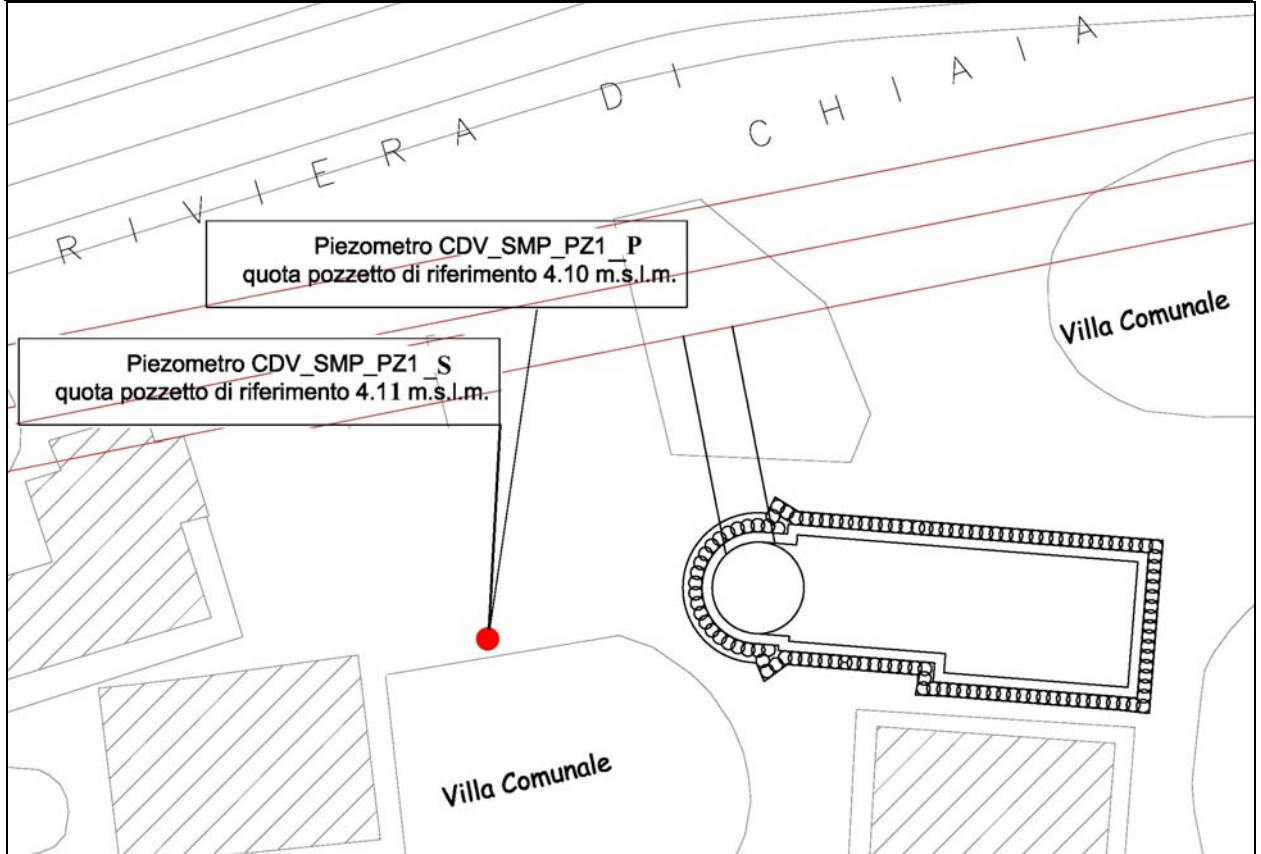 RIVIERA DI CHIAIA
Piezometro CDV_SMP_PZ1_P
quota pozzetto di riferimento 4.10 m.s.l.m.
Villa Comunale
Piezometro CDV_SMP_PZ1_S
quota pozzetto di riferimento 4.11 m.s.l.m.
Villa Comunale